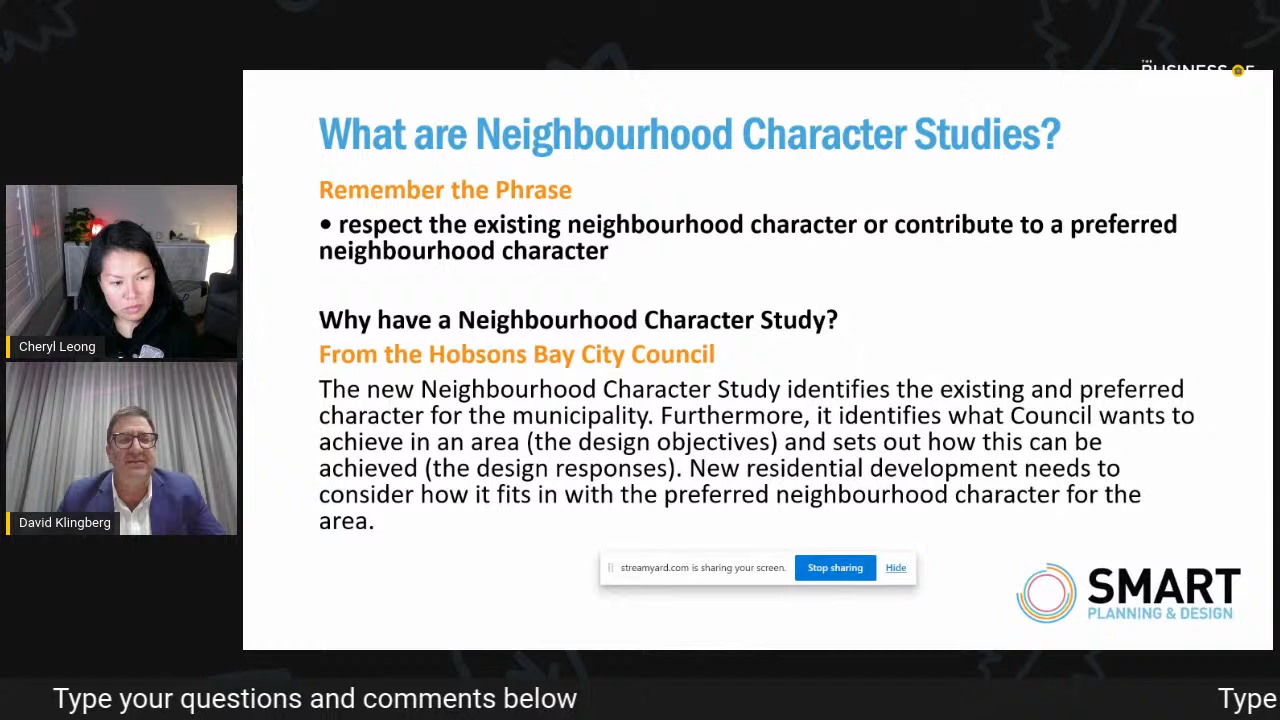 THE
BUSINESS OF
What are Neighbourhood Character Studies?
Remember the Phrase
• respect the existing neighbourhood character or contribute to a preferred
neighbourhood character
Why have a Neighbourhood Character Study?
From the Hobsons Bay City Council
The new Neighbourhood Character Study identifies the existing and preferred
character for the municipality. Furthermore, it identifies what Council wants to
achieve in an area (the design objectives) and sets out how this can be
achieved (the design responses). New residential development needs to
consider how it fits in with the preferred neighbourhood character for the
area.
Cheryl Leong
David Klingberg
streamyard.com is sharing your screen. Stop sharing Hide
SMART
PLANNING & DESIGN
Type your questions and comments below Type